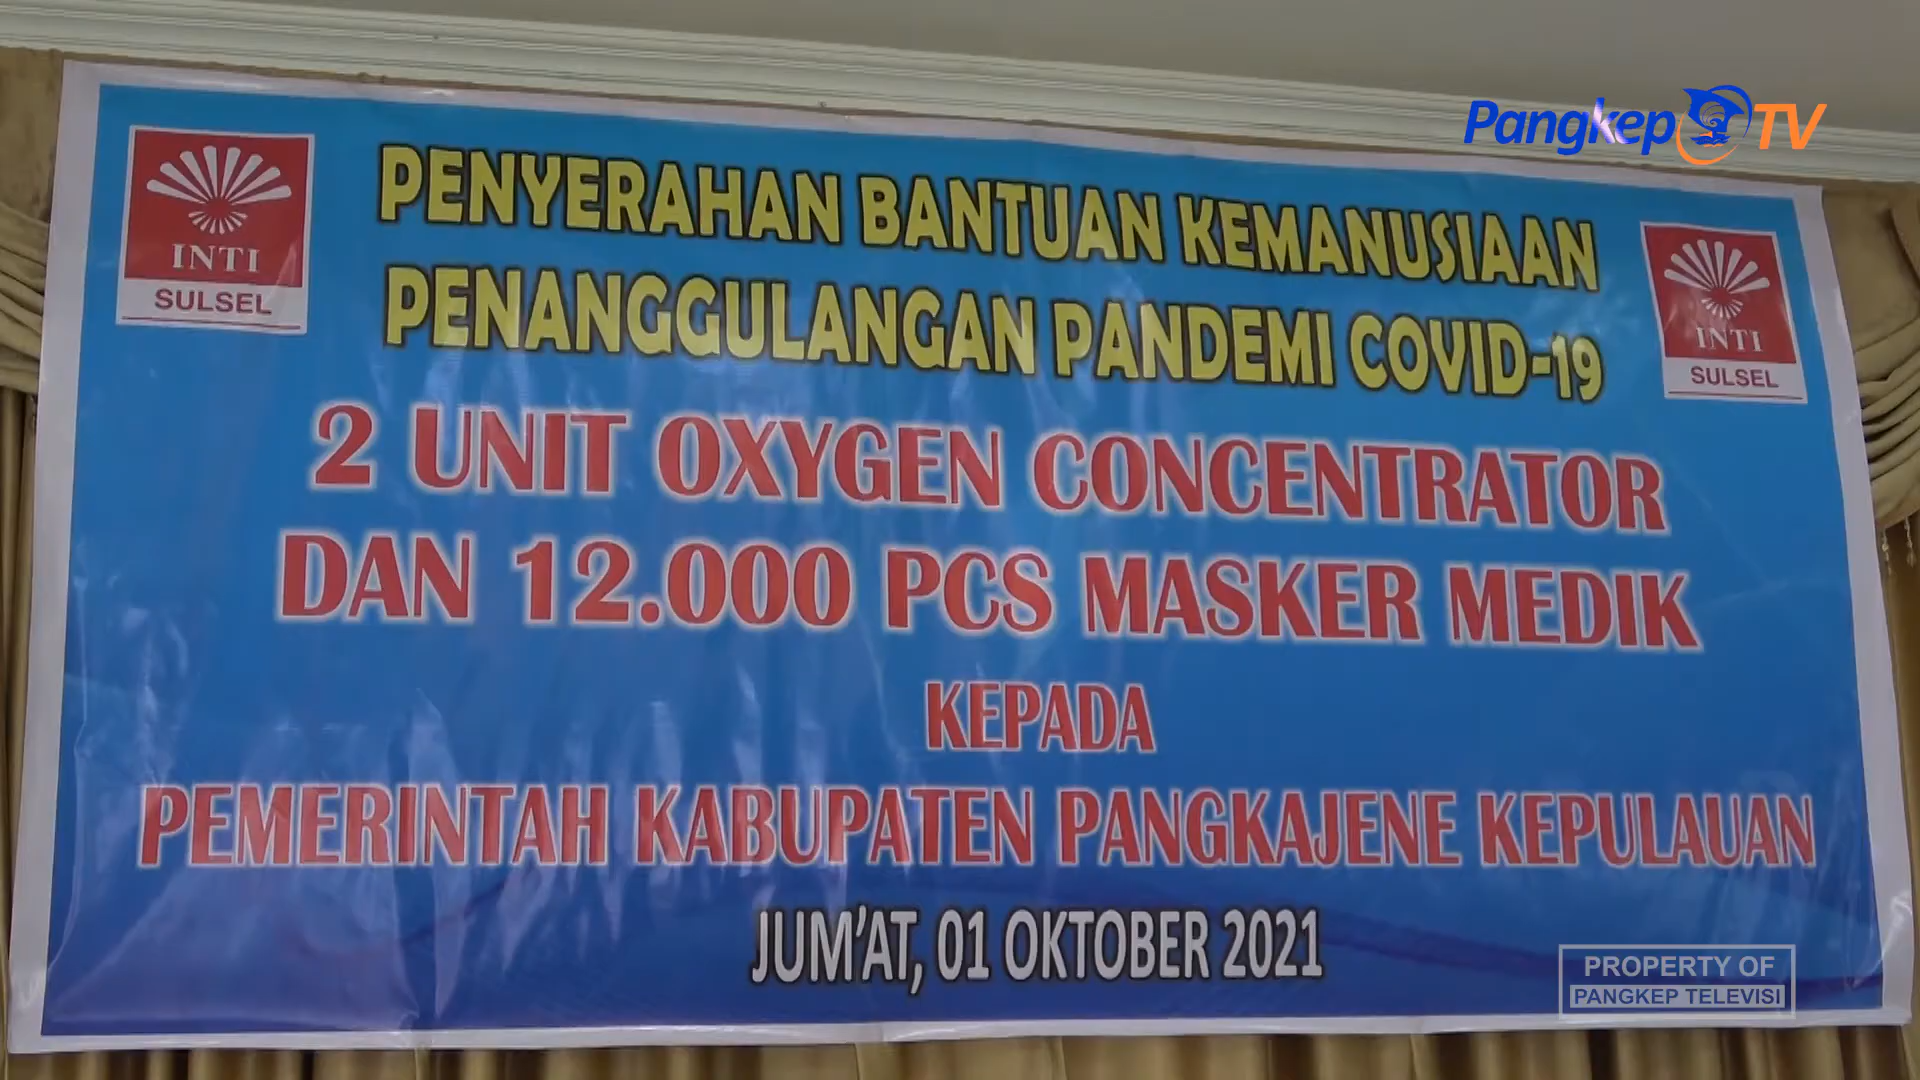 Pangkep TV
INTI
SULSEL
PENYERAHAN BANTUAN KEMANUSIAAN
PENANGGULANGAN PANDEMI COVID-19
INTI
SULSEL
2 UNIT OXYGEN CONCENTRATOR
DAN 12.000 PCS MASKER MEDIK
KEPADA
PEMERINTAH KABUPATEN PANGKAJENE KEPULAUAN
JUM'AT, 01 OKTOBER 2021
PROPERTY OF
PANGKEP TELEVISI